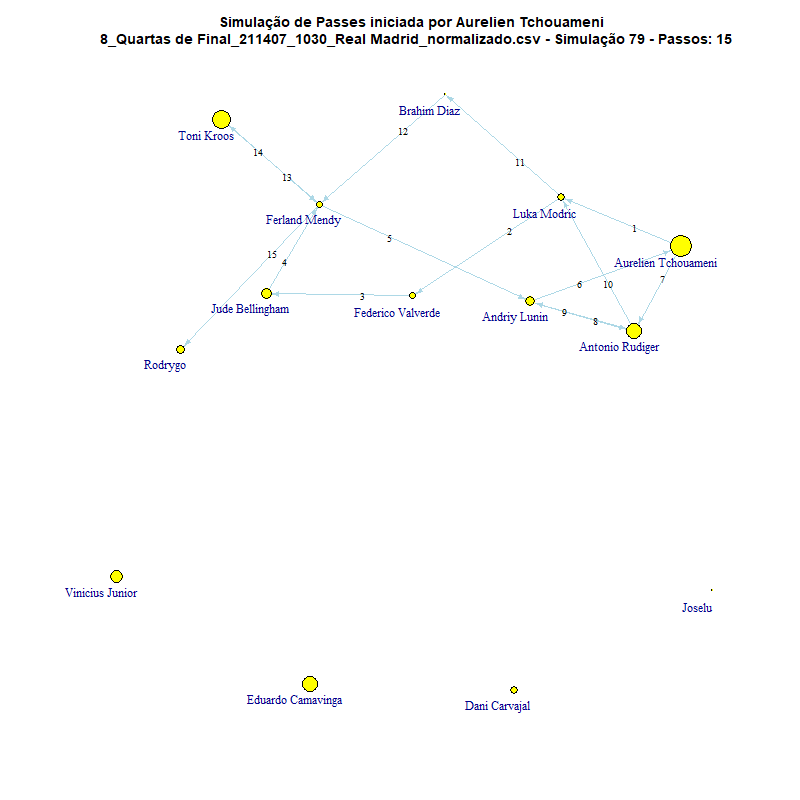 Simulação de Passes iniciada por Aurelien Tchouameni
8_Quartas de Final_211407_1030_Real Madrid_normalizado.csv - Simulação 79 - Passos: 15
Brahim Diaz
12
Toni Kroos
14
11
13
Ferland Mendy
Luka Modric
1
2
5
Aurelien Tchouameni
15
4
7
6
10
3
Jude Bellingham
Federico Valverde
9
Andriy Lunin
8
Antonio Rudiger
Rodrygo
Vinicius Junior
Joselu
Eduardo Camavinga
Dani Carvajal